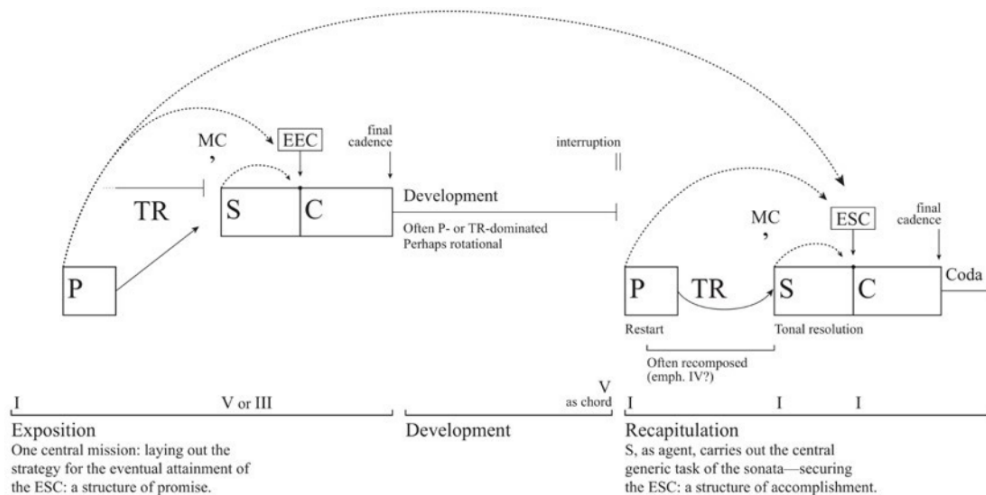 MC
,
EEC
final
cadence
interruption
TR
S
C
Development
Often P- or TR-dominated
Perhaps rotational
P
MC
,
ESC
final
cadence
P
TR
S
C
Coda
Restart
Tonal resolution
Often recomposed
(emph. IV?)
I
V or III
V
as chord
I
I
I
Exposition
One central mission: laying out the
strategy for the eventual attainment of
the ESC: a structure of promise.
Development
Recapitulation
S, as agent, carries out the central
generic task of the sonata—securing
the ESC: a structure of accomplishment.